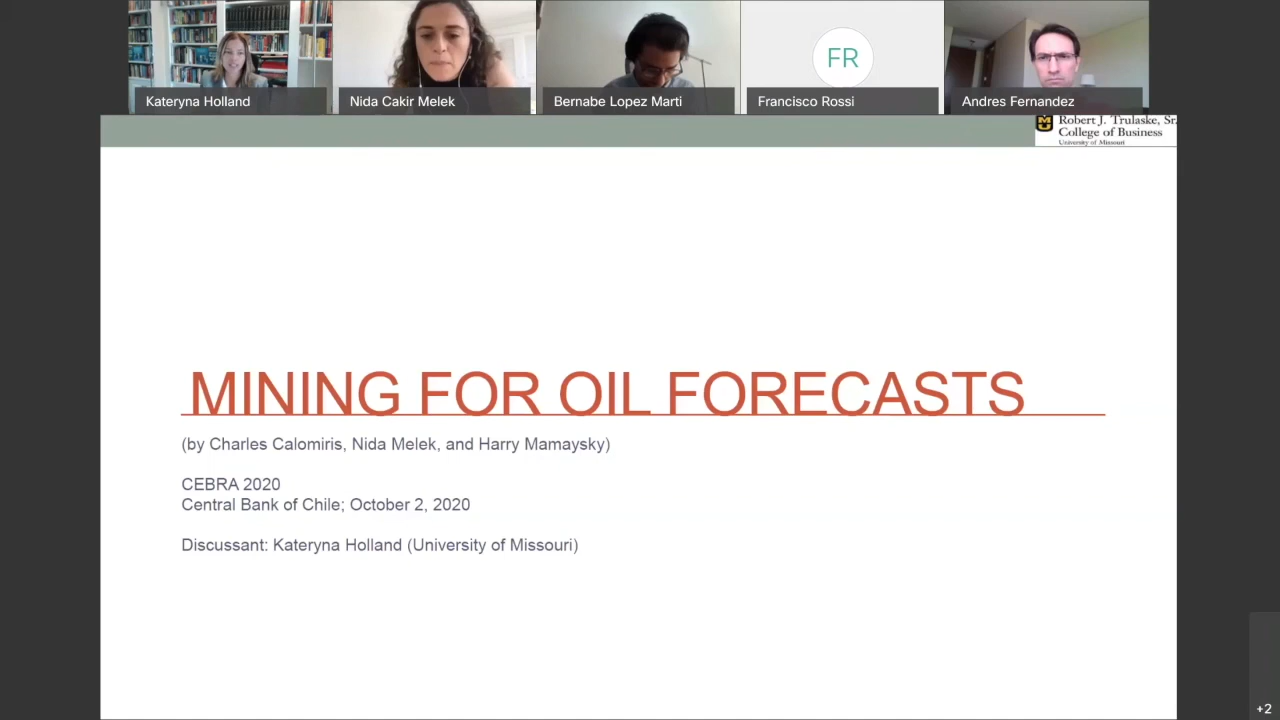 FR
Kateryna Holland
Nida Cakir Melek
Bernabe Lopez Marti
Francisco Rossi
Andres Fernandez
Robert J. Trulaske, Sr.
College of Business
University of Missouri
MINING FOR OIL FORECASTS
(by Charles Calomiris, Nida Melek, and Harry Mamaysky)
CEBRA 2020
Central Bank of Chile; October 2, 2020
Discussant: Kateryna Holland (University of Missouri)
+2